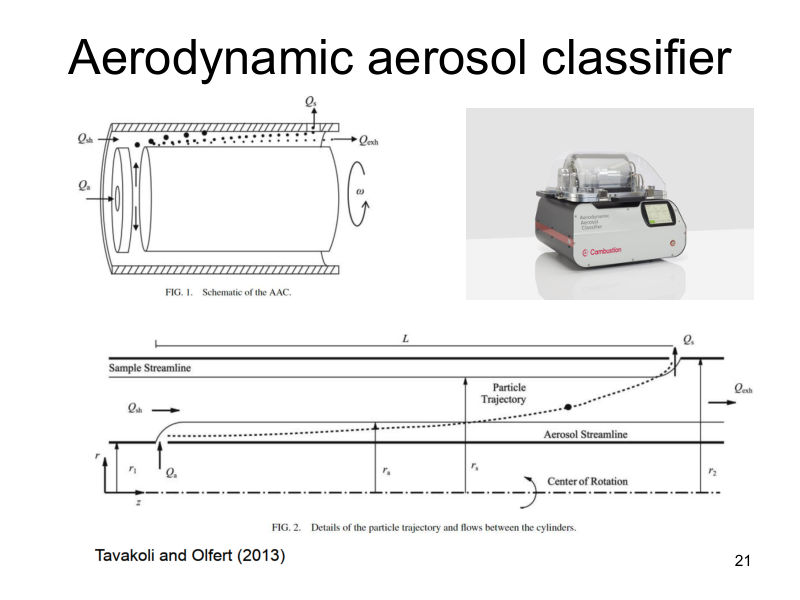 Aerodynamic aerosol classifier
Qs
Qsh
Qexh
Qa
ω
FIG. 1. Schematic of the AAC.
Aerodynamic
Aerosol
Classifier
Cambustion
L
Qs
Sample Streamline
Particle
Trajectory
Qexh
Qsh
Aerosol Streamline
r
r1
Qa
ra
rs
r2
Center of Rotation
z
FIG. 2. Details of the particle trajectory and flows between the cylinders.
Tavakoli and Olfert (2013)
21